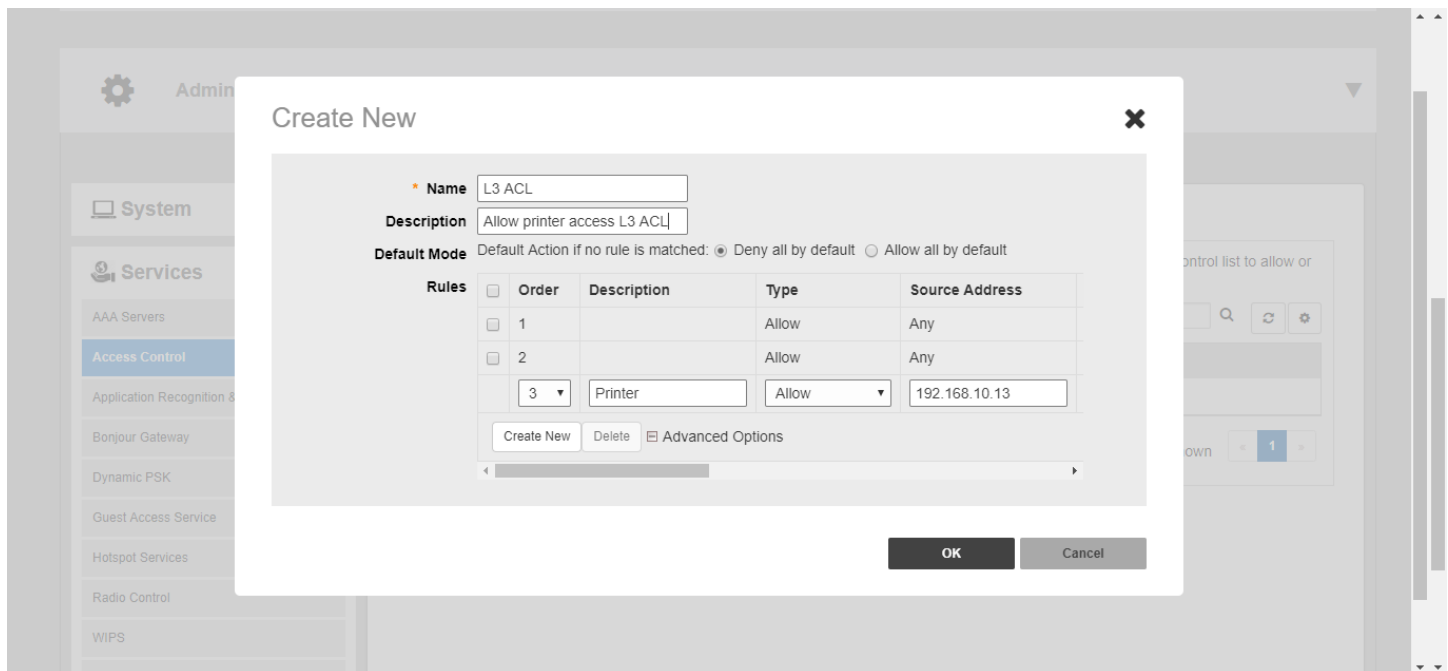 Admin
Create New
System
Services
AAA Servers
Access Control
Application Recognition &
Bonjour Gateway
Dynamic PSK
Guest Access Service
Hotspot Services
Radio Control
WIPS
* Name L3 ACL
Description Allow printer access L3 ACL
Default Mode Default Action if no rule is matched: Deny all by default Allow all by default
Rules Order Description Type Source Address
1 Allow Any
2 Allow Any
3 Printer Allow 192.168.10.13
Create New Delete Advanced Options
OK Cancel
control list to allow or
« 1 »